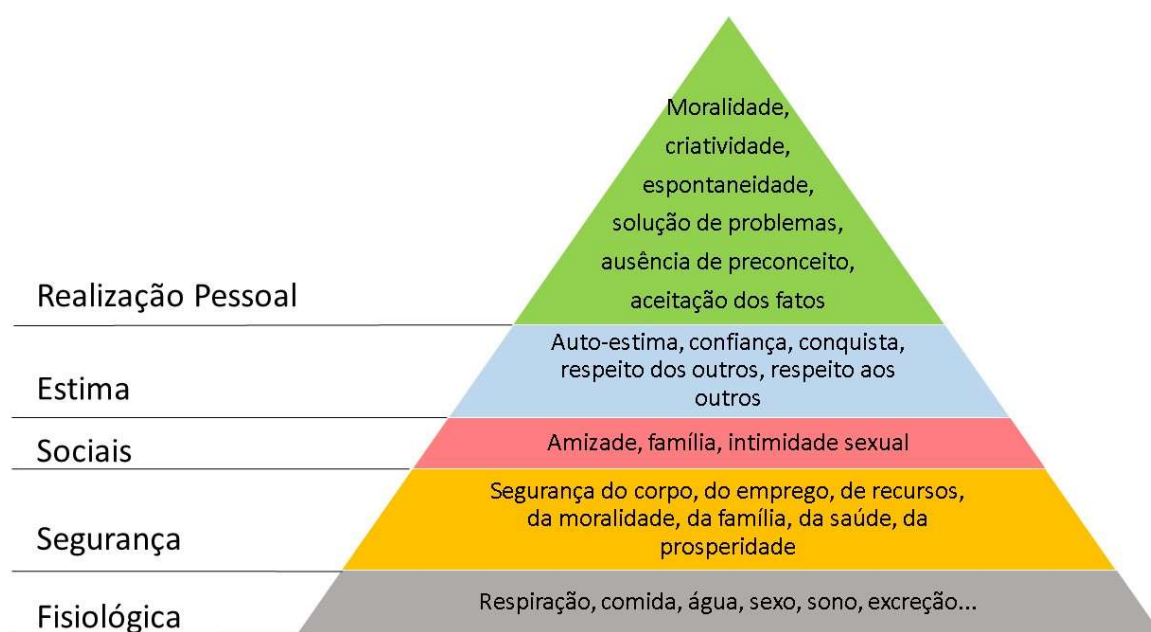 Moralidade,
criatividade,
espontaneidade,
solução de problemas,
ausência de preconceito,
aceitação dos fatos
Realização Pessoal
Auto-estima, confiança, conquista,
respeito dos outros, respeito aos
outros
Estima
Amizade, família, intimidade sexual
Sociais
Segurança do corpo, do emprego, de recursos,
da moralidade, da família, da saúde, da
prosperidade
Segurança
Respiração, comida, água, sexo, sono, excreção...
Fisiológica